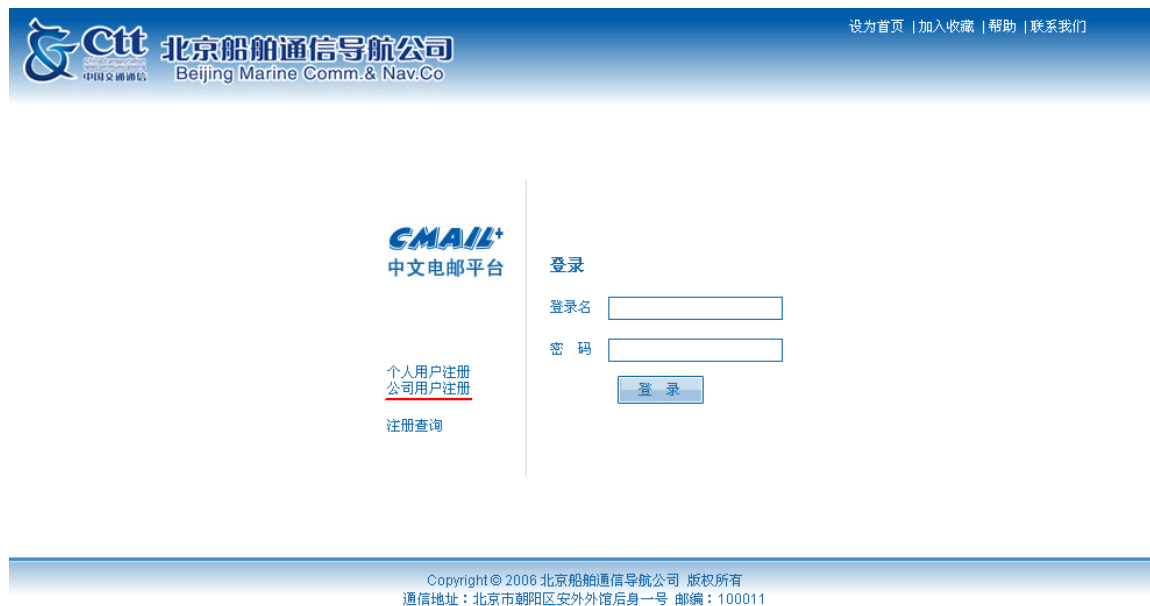 设为首页 | 加入收藏 | 帮助 | 联系我们
Ctt
中国交通通信
北京船舶通信导航公司
Beijing Marine Comm.& Nav.Co
CMAIL+
中文电邮平台
个人用户注册
公司用户注册
注册查询
登录
登录名
密 码
登 录
Copyright © 2006 北京船舶通信导航公司 版权所有
通信地址：北京市朝阳区安外外馆后身一号 邮编：100011